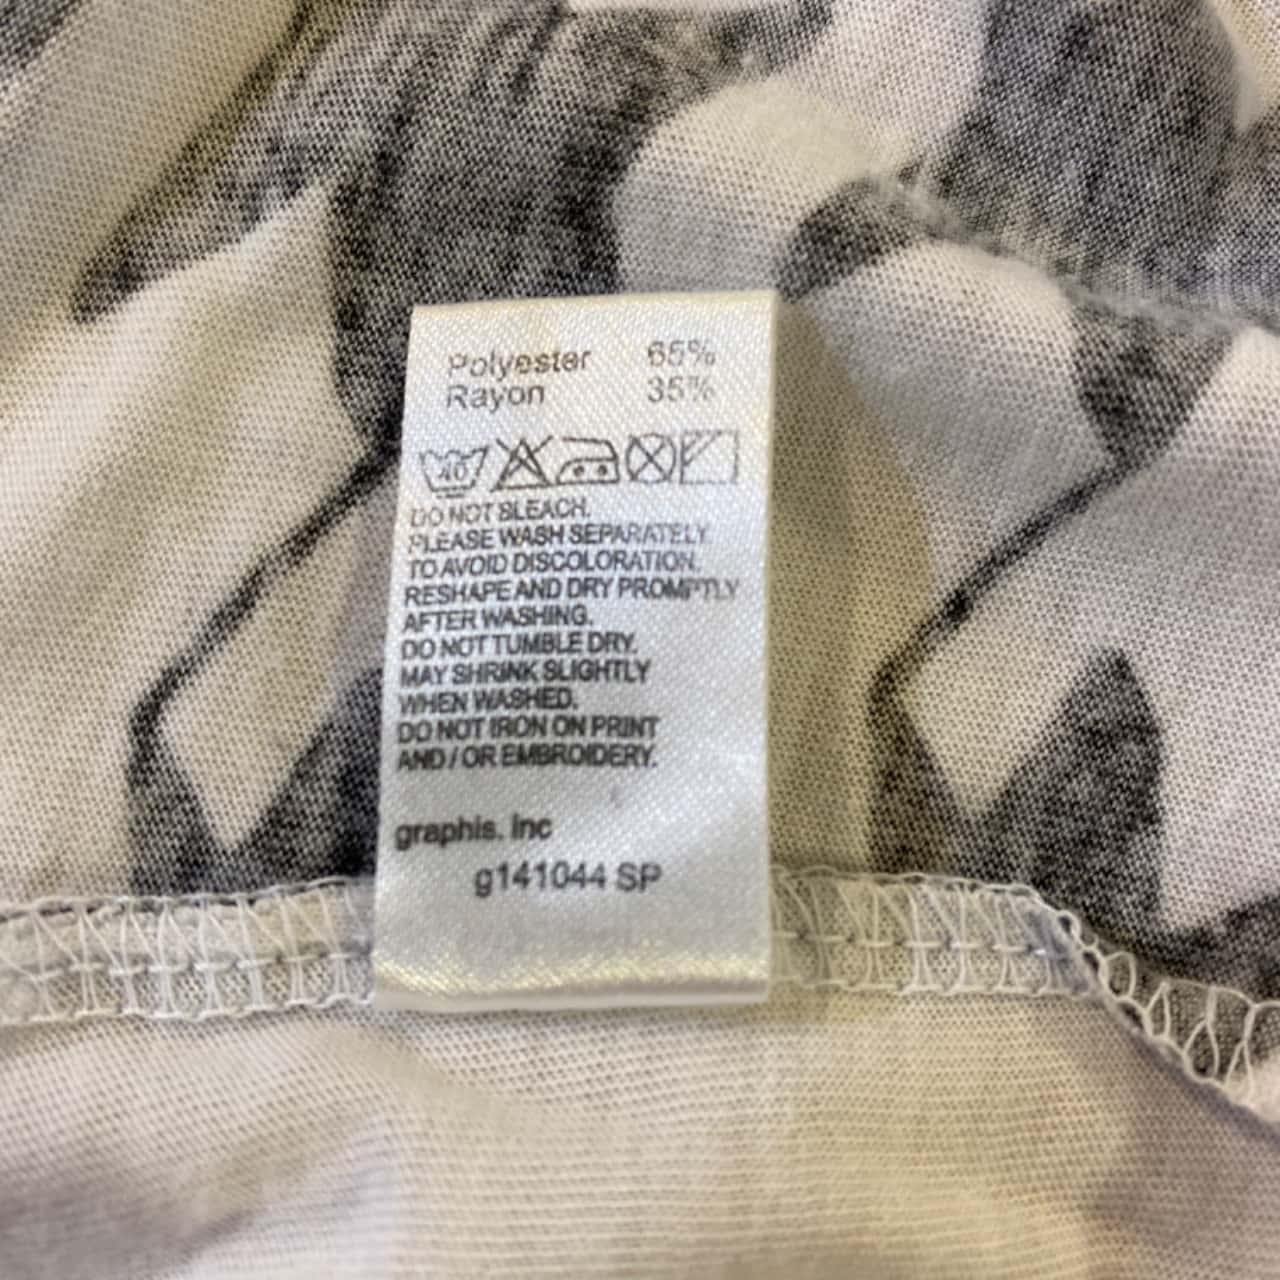 Polyester 65%
Rayon 35%
40
DO NOT BLEACH.
PLEASE WASH SEPARATELY
TO AVOID DISCOLORATION.
RESHAPE AND DRY PROMPTLY
AFTER WASHING.
DO NOT TUMBLE DRY.
MAY SHRINK SLIGHTLY
WHEN WASHED.
DO NOT IRON ON PRINT
AND / OR EMBROIDERY.
graphis. inc
g141044 SP